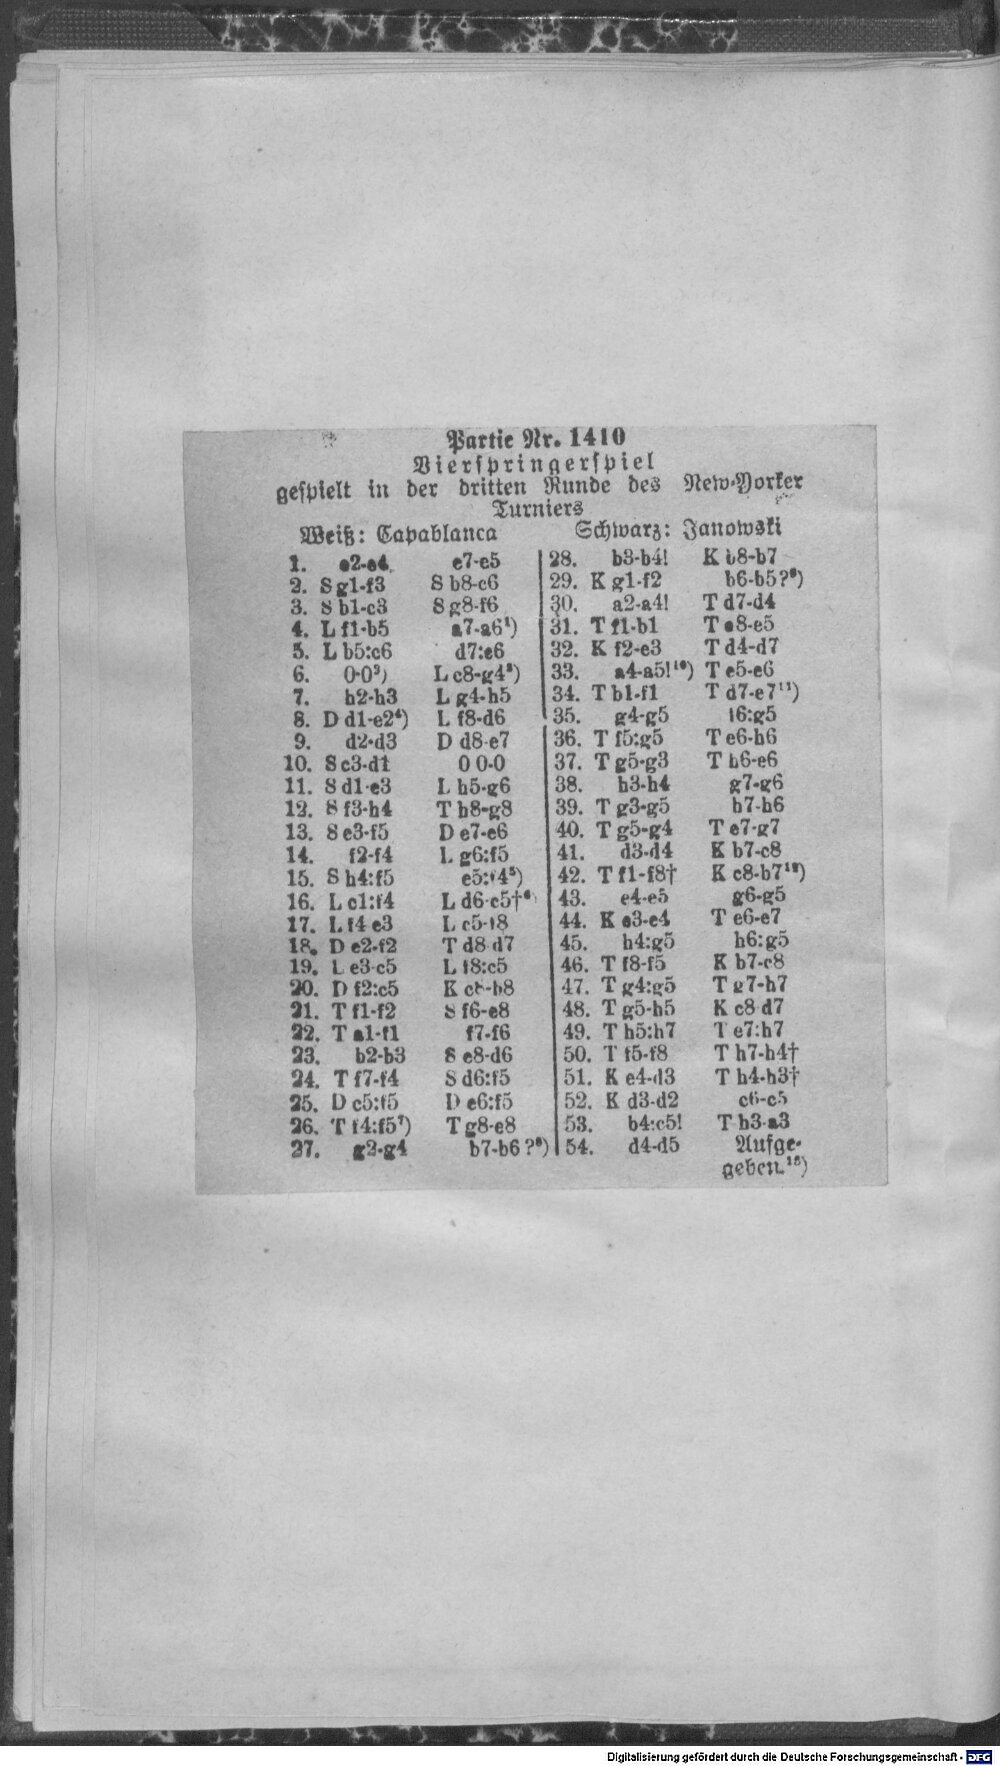 Partie Nr. 1410
Vierspringerspiel
gespielt in der dritten Runde des New-Yorker
Turniers
Weiß: Capablanca Schwarz: Janowski
1. e2-e4 e7-e5
2. S g1-f3 S b8-c6
3. S b1-c3 S g8-f6
4. L f1-b5 a7-a6¹)
5. L b5:c6 d7:c6
6. 0-0³) L c8-g4³)
7. h2-h3 L g4-h5
8. D d1-e2⁴) L f8-d6
9. d2-d3 D d8-e7
10. S c3-d1 0 0-0
11. S d1-e3 L h5-g6
12. S f3-h4 T h8-g8
13. S e3-f5 D e7-e6
14. f2-f4 L g6:f5
15. S h4:f5 e5:f4⁵)
16. L c1:f4 L d6-c5†⁶)
17. L f4 e3 L c5-f8
18. D e2-f2 T d8 d7
19. L e3-c5 L f8:c5
20. D f2:c5 K c8-b8
21. T f1-f2 S f6-e8
22. T a1-f1 f7-f6
23. b2-b3 S e8-d6
24. T f7-f4 S d6:f5
25. D c5:f5 D e6:f5
26. T f4:f5⁷) T g8-e8
27. g2-g4 b7-b6?⁸)
28. b3-b4! K b8-b7
29. K g1-f2 b6-b5?⁹)
30. a2-a4! T d7-d4
31. T f1-b1 T e8-e5
32. K f2-e3 T d4-d7
33. a4-a5!¹⁰) T e5-e6
34. T b1-f1 T d7-e7¹¹)
35. g4-g5 f6:g5
36. T f5:g5 T e6-h6
37. T g5-g3 T h6-e6
38. h3-h4 g7-g6
39. T g3-g5 h7-h6
40. T g5-g4 T e7-g7
41. d3-d4 K b7-c8
42. T f1-f8† K c8-b7¹²)
43. e4-e5 g6-g5
44. K e3-e4 T e6-e7
45. h4:g5 h6:g5
46. T f8-f5 K b7-c8
47. T g4:g5 T g7-h7
48. T g5-h5 K c8 d7
49. T h5:h7 T e7:h7
50. T f5-f8 T h7-h4†
51. K e4-d3 T h4-h3†
52. K d3-d2 c6-c5
53. b4:c5! T h3-a3
54. d4-d5 Aufge-
geben.¹³)
Digitalisierung gefördert durch die Deutsche Forschungsgemeinschaft - DFG